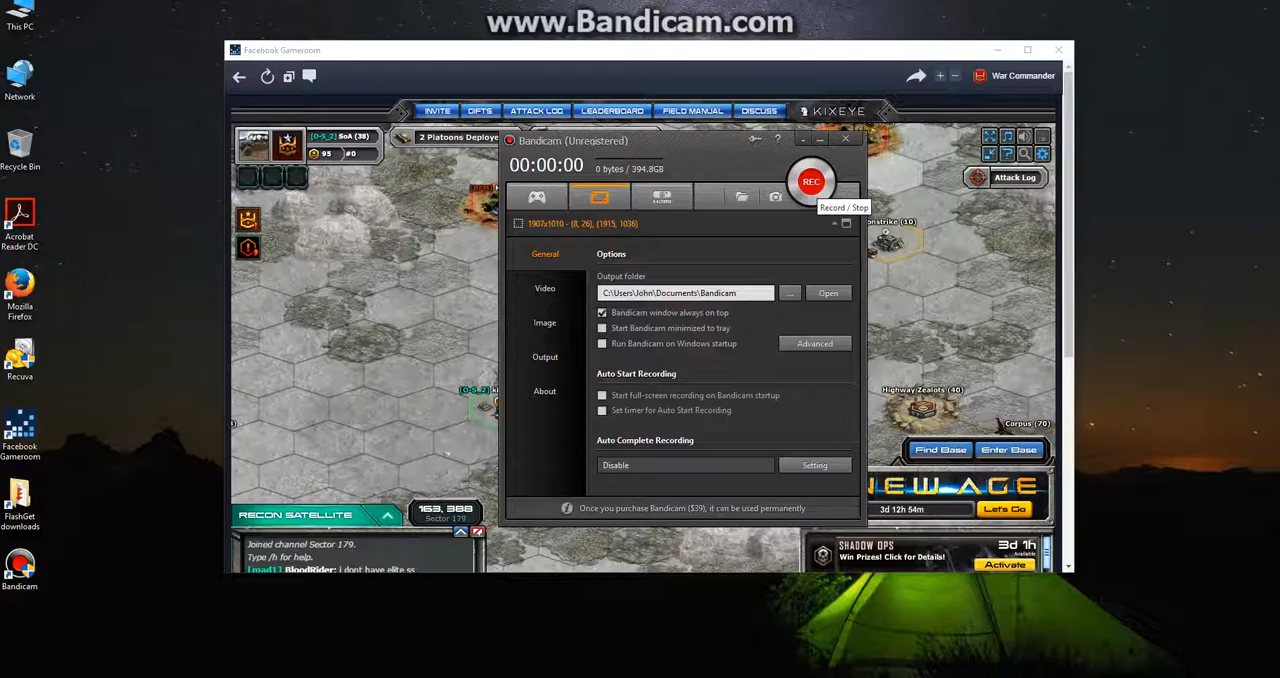 www.Bandicam.com
This PC
Network
Recycle Bin
Acrobat
Reader DC
Mozilla
Firefox
Recuva
Facebook
Gameroom
FlashGet
downloads
Bandicam
Facebook Gameroom
War Commander
INVITE
GIFTS
ATTACK LOG
LEADERBOARD
FIELD MANUAL
DISCUSS
KIXEYE
[O-S_2] SoA (38)
95
#0
2 Platoons Deploye
Attack Log
Bandicam (Unregistered)
00:00:00
0 bytes / 394.8GB
REC
Record / Stop
1907x1010 - (8, 26), (1915, 1036)
General
Video
Image
Output
About
Options
Output folder
C:\Users\John\Documents\Bandicam
...
Open
Bandicam window always on top
Start Bandicam minimized to tray
Run Bandicam on Windows startup
Advanced
Auto Start Recording
Start full-screen recording on Bandicam startup
Set timer for Auto Start Recording
Auto Complete Recording
Disable
Setting
Once you purchase Bandicam ($39), it can be used permanently
onstrike (10)
[O-S_2] ki
Highway Zealots (40)
Corpus (70)
Find Base
Enter Base
NEW AGE
3d 12h 54m
Let's Go
RECON SATELLITE
163, 388
Sector 179
Joined channel Sector 179.
Type /h for help.
[road1] BloodRider: i dont have elite ss
SHADOW OPS
Win Prizes! Click for Details!
3d 1h
Available
Activate